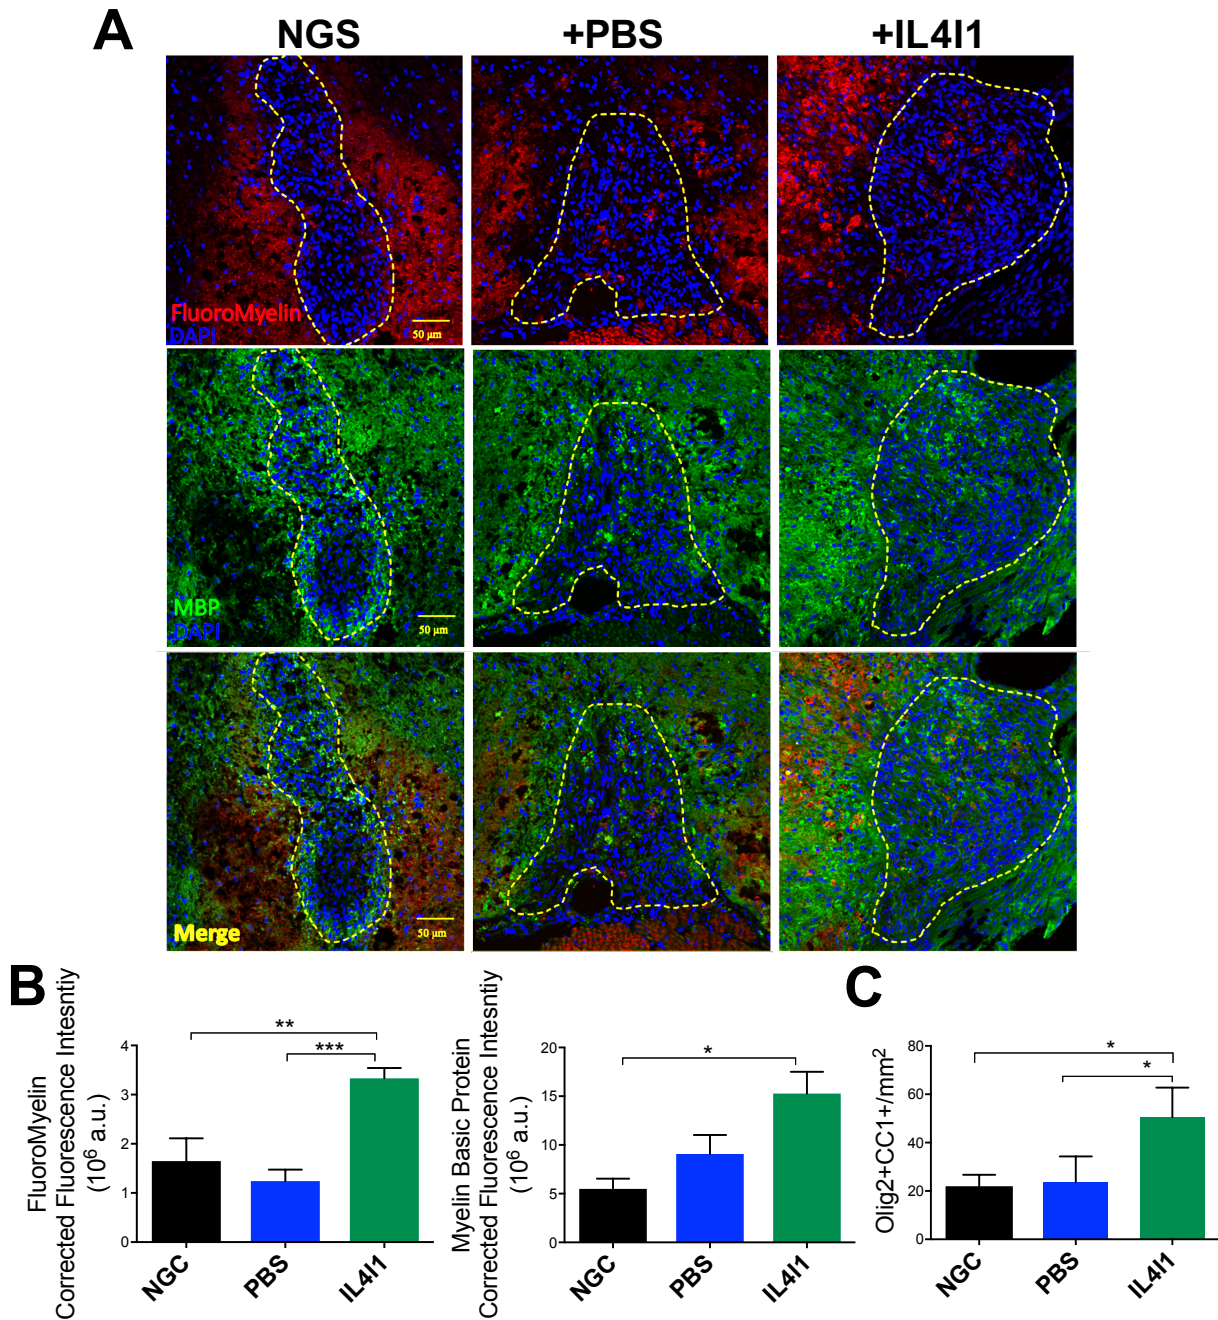 A
NGS
+PBS
+IL4I1
FluoroMyelin
DAPI
50 μm
MBP
DAPI
50 μm
Merge
50 μm
B
FluoroMyelin
Corrected Fluorescence Intesntiy
(10⁶ a.u.)
4
3
2
1
0
**
***
NGC
PBS
IL4I1
Myelin Basic Protein
Corrected Fluorescence Intesntiy
(10⁶ a.u.)
20
15
10
5
0
*
NGC
PBS
IL4I1
C
Olig2+CC1+/mm²
80
60
40
20
0
*
*
NGC
PBS
IL4I1